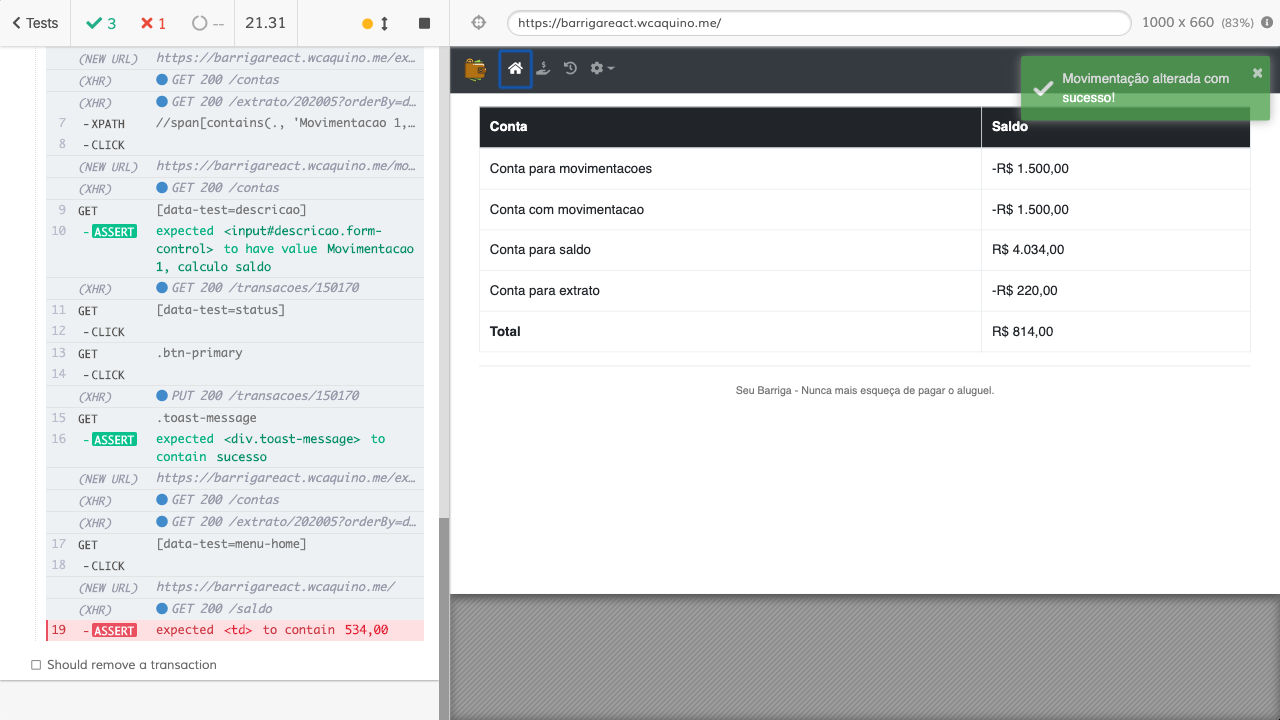 Tests
3
1
--
21.31
https://barrigareact.wcaquino.me/
1000 x 660 (83%)
(NEW URL) https://barrigareact.wcaquino.me/ex…
(XHR) GET 200 /contas
(XHR) GET 200 /extrato/202005?orderBy=d…
7 -XPATH //span[contains(., 'Movimentacao 1,…
8 -CLICK
(NEW URL) https://barrigareact.wcaquino.me/mo…
(XHR) GET 200 /contas
9 GET [data-test=descricao]
10 -ASSERT expected <input#descricao.form-
control> to have value Movimentacao
1, calculo saldo
(XHR) GET 200 /transacoes/150170
11 GET [data-test=status]
12 -CLICK
13 GET .btn-primary
14 -CLICK
(XHR) PUT 200 /transacoes/150170
15 GET .toast-message
16 -ASSERT expected <div.toast-message> to
contain sucesso
(NEW URL) https://barrigareact.wcaquino.me/ex…
(XHR) GET 200 /contas
(XHR) GET 200 /extrato/202005?orderBy=d…
17 GET [data-test=menu-home]
18 -CLICK
(NEW URL) https://barrigareact.wcaquino.me/
(XHR) GET 200 /saldo
19 -ASSERT expected <td> to contain 534,00
Should remove a transaction
Movimentação alterada com
sucesso!
×
Conta Saldo
Conta para movimentacoes -R$ 1.500,00
Conta com movimentacao -R$ 1.500,00
Conta para saldo R$ 4.034,00
Conta para extrato -R$ 220,00
Total R$ 814,00
Seu Barriga - Nunca mais esqueça de pagar o aluguel.